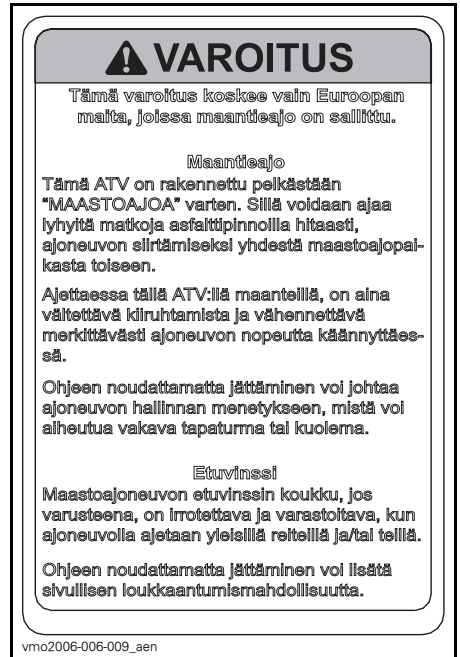 VAROITUS
Tämä varoitus koskee vain Euroopan
maita, joissa maantieajo on sallittu.
Maantieajo
Tämä ATV on rakennettu pelkästään
“MAASTOAJOA” varten. Sillä voidaan ajaa
lyhyitä matkoja asfalttipinnoilla hitaasti,
ajoneuvon siirtämiseksi yhdestä maastoajopai-
kasta toiseen.
Ajettaessa tällä ATV:llä maanteillä, on aina
vältettävä kiiruhtamista ja vähennettävä
merkittävästi ajoneuvon nopeutta käännyttäes-
sä.
Ohjeen noudattamatta jättäminen voi johtaa
ajoneuvon hallinnan menetykseen, mistä voi
aiheutua vakava tapaturma tai kuolema.
Etuvinssi
Maastoajoneuvon etuvinssin koukku, jos
varusteena, on irrotettava ja varastoitava, kun
ajoneuvolla ajetaan yleisillä reiteillä ja/tai teillä.
Ohjeen noudattamatta jättäminen voi lisätä
sivullisen loukkaantumismahdollisuutta.
vmo2006-006-009_aen